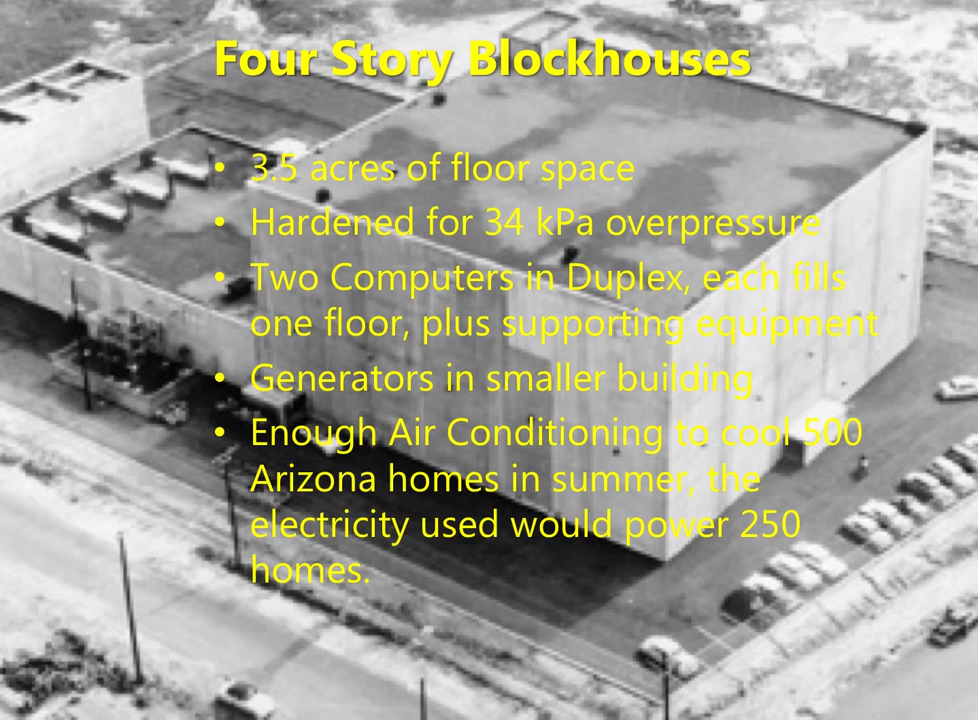 Four Story Blockhouses
• 3.5 acres of floor space
• Hardened for 34 kPa overpressure
• Two Computers in Duplex, each fills
one floor, plus supporting equipment
• Generators in smaller building
• Enough Air Conditioning to cool 500
Arizona homes in summer, the
electricity used would power 250
homes.